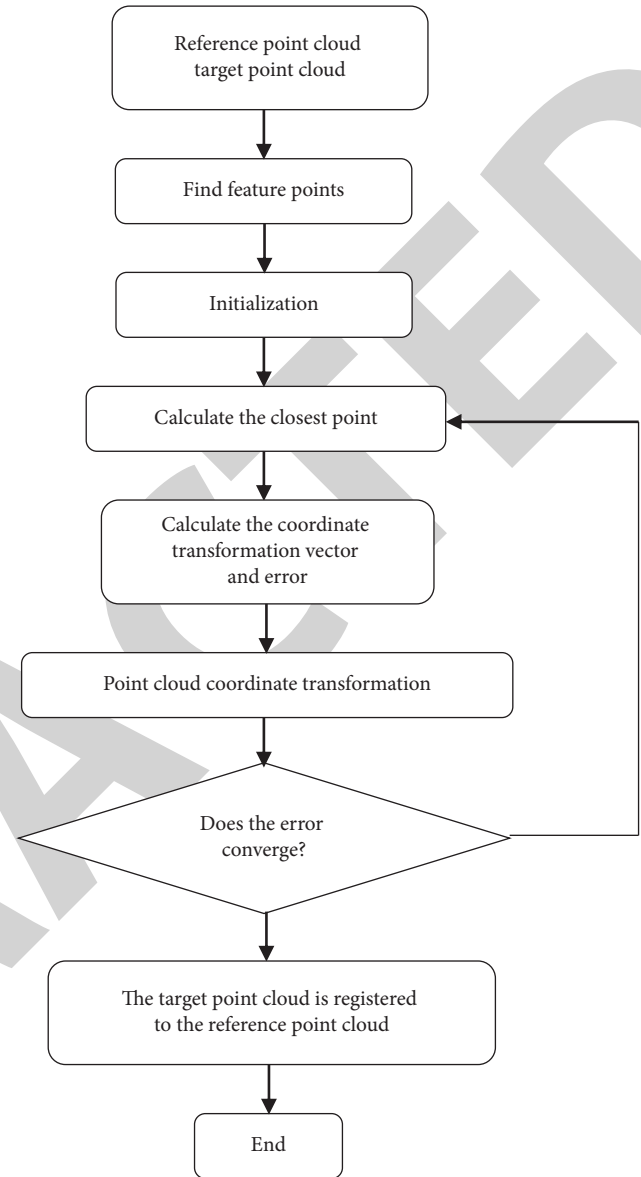 Reference point cloud
target point cloud
Find feature points
Initialization
Calculate the closest point
Calculate the coordinate
transformation vector
and error
Point cloud coordinate transformation
Does the error
converge?
The target point cloud is registered
to the reference point cloud
End
ACTED